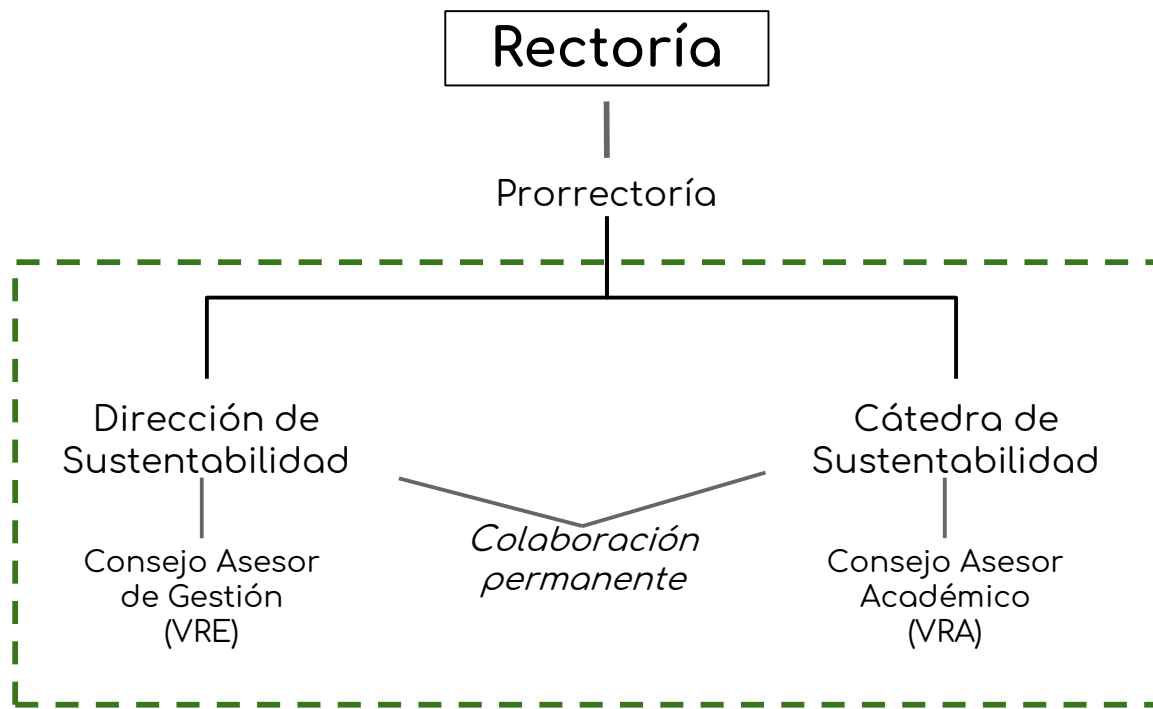 Rectoría
Prorrectoría
Dirección de
Sustentabilidad
Cátedra de
Sustentabilidad
Colaboración
permanente
Consejo Asesor
de Gestión
(VRE)
Consejo Asesor
Académico
(VRA)